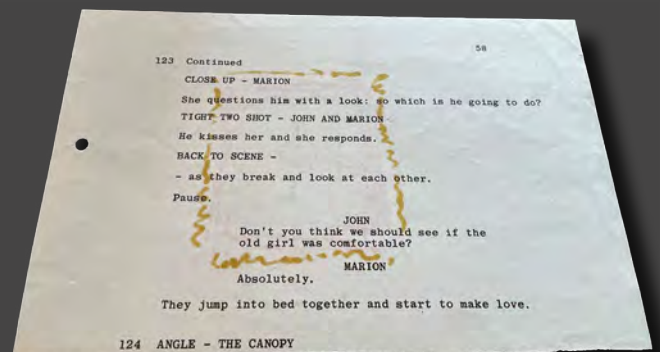 58
123 Continued
CLOSE UP - MARION
She questions him with a look: so which is he going to do?
TIGHT TWO SHOT - JOHN AND MARION
He kisses her and she responds.
BACK TO SCENE -
- as they break and look at each other.
Pause.
JOHN
Don't you think we should see if the
old girl was comfortable?
MARION
Absolutely.
They jump into bed together and start to make love.
124 ANGLE - THE CANOPY